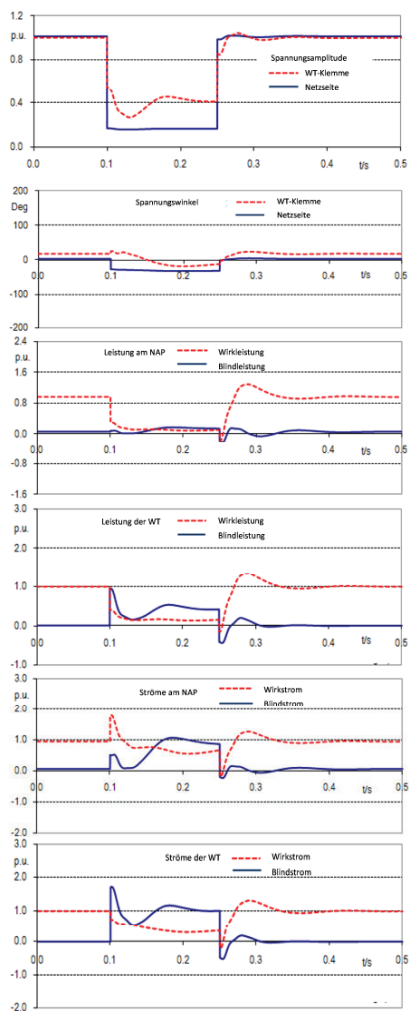 1.2
p.u.
0.8
0.4
0.0
Spannungsamplitude
WT-Klemme
Netzseite
0.0 0.1 0.2 0.3 0.4 0.5
t/s
200
Deg
100
0
-100
-200
Spannungswinkel
WT-Klemme
Netzseite
0.0 0.1 0.2 0.3 0.4 0.5
t/s
2.4
p.u.
1.6
0.8
0.0
-0.8
-1.6
Leistung am NAP
Wirkleistung
Blindleistung
0.0 0.1 0.2 0.3 0.4 0.5
t/s
3.0
p.u.
2.0
1.0
0.0
-1.0
Leistung der WT
Wirkleistung
Blindleistung
0.0 0.1 0.2 0.3 0.4 0.5
t/s
3.0
p.u.
2.0
1.0
0.0
-1.0
-2.0
Ströme am NAP
Wirkstrom
Blindstrom
0.0 0.1 0.2 0.3 0.4 0.5
t/s
3.0
p.u.
2.0
1.0
0.0
-1.0
-2.0
Ströme der WT
Wirkstrom
Blindstrom
0.0 0.1 0.2 0.3 0.4 0.5
t/s